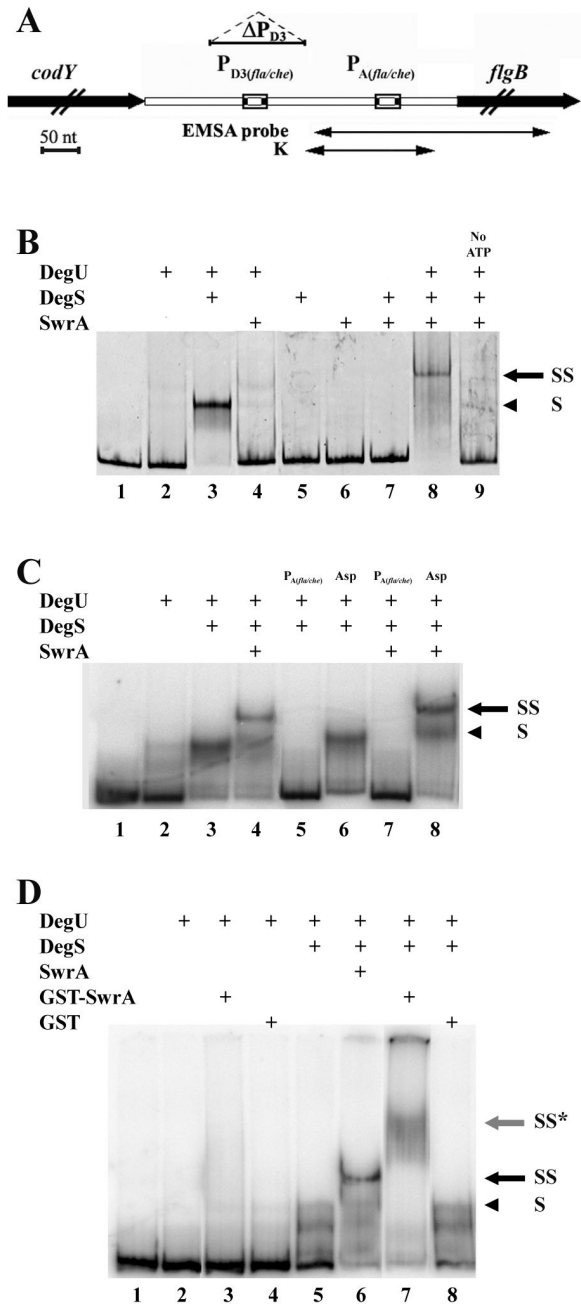 A
ΔP_D3
P_D3(fla/che) P_A(fla/che)
codY flgB
50 nt EMSA probe
K
B
No
ATP
DegU + + + + +
DegS + + + + +
SwrA + + + + +
SS
S
1 2 3 4 5 6 7 8 9
C
P_A(fla/che) Asp P_A(fla/che) Asp
DegU + + + + + + +
DegS + + + + + +
SwrA + + +
SS
S
1 2 3 4 5 6 7 8
D
DegU + + + + + + +
DegS + + + +
SwrA +
GST-SwrA + +
GST + +
SS*
SS
S
1 2 3 4 5 6 7 8